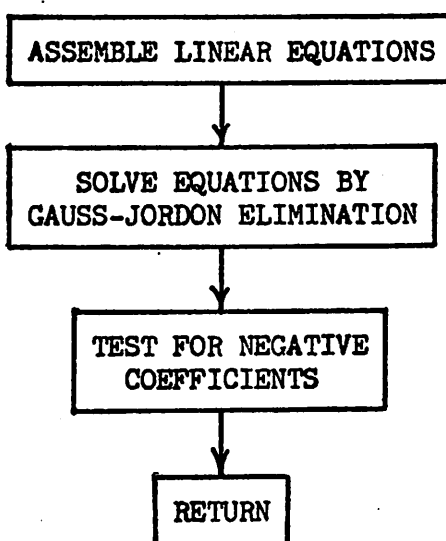 ASSEMBLE LINEAR EQUATIONS
SOLVE EQUATIONS BY
GAUSS-JORDON ELIMINATION
TEST FOR NEGATIVE
COEFFICIENTS
RETURN